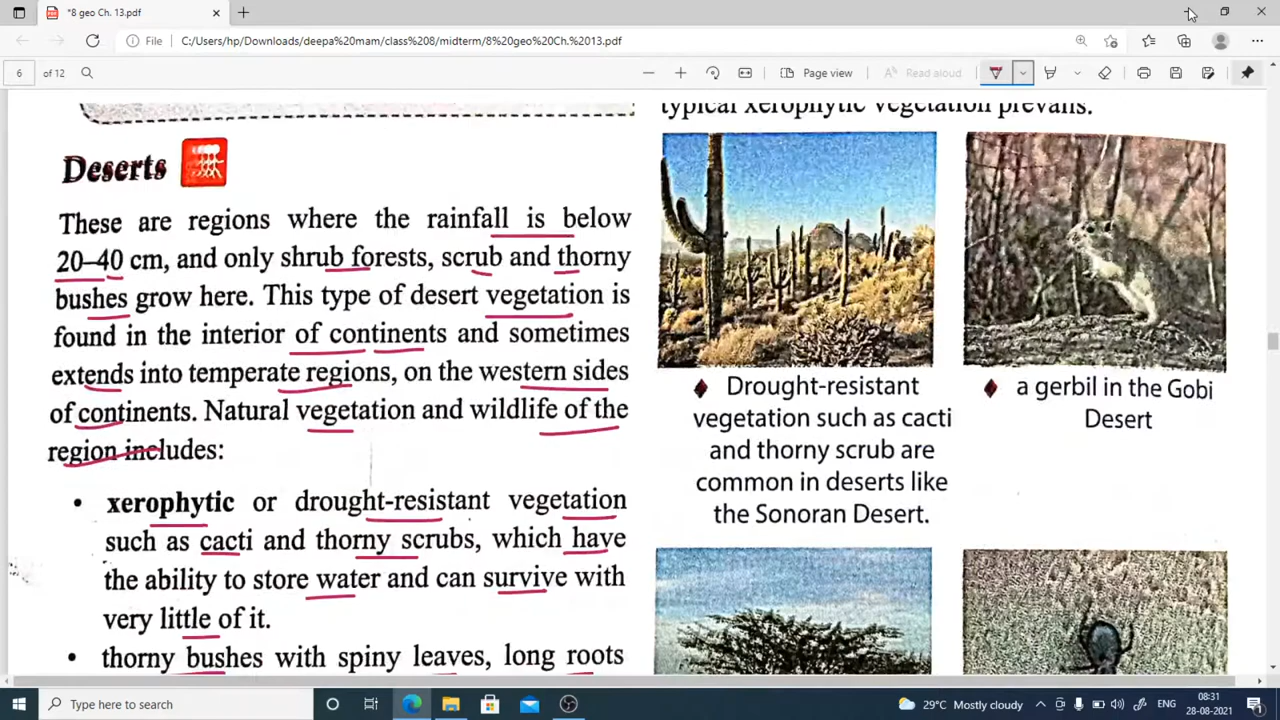 *8 geo Ch. 13.pdf
File C:/Users/hp/Downloads/deepa%20mam/class%208/midterm/8%20geo%20Ch.%2013.pdf
6 of 12
Page view
Read aloud
typical xerophytic vegetation prevails.
Deserts
These are regions where the rainfall is below
20–40 cm, and only shrub forests, scrub and thorny
bushes grow here. This type of desert vegetation is
found in the interior of continents and sometimes
extends into temperate regions, on the western sides
of continents. Natural vegetation and wildlife of the
region includes:
• xerophytic or drought-resistant vegetation
such as cacti and thorny scrubs, which have
the ability to store water and can survive with
very little of it.
• thorny bushes with spiny leaves, long roots
Drought-resistant
vegetation such as cacti
and thorny scrub are
common in deserts like
the Sonoran Desert.
a gerbil in the Gobi
Desert
Type here to search
29°C Mostly cloudy
ENG
08:31
28-08-2021
1